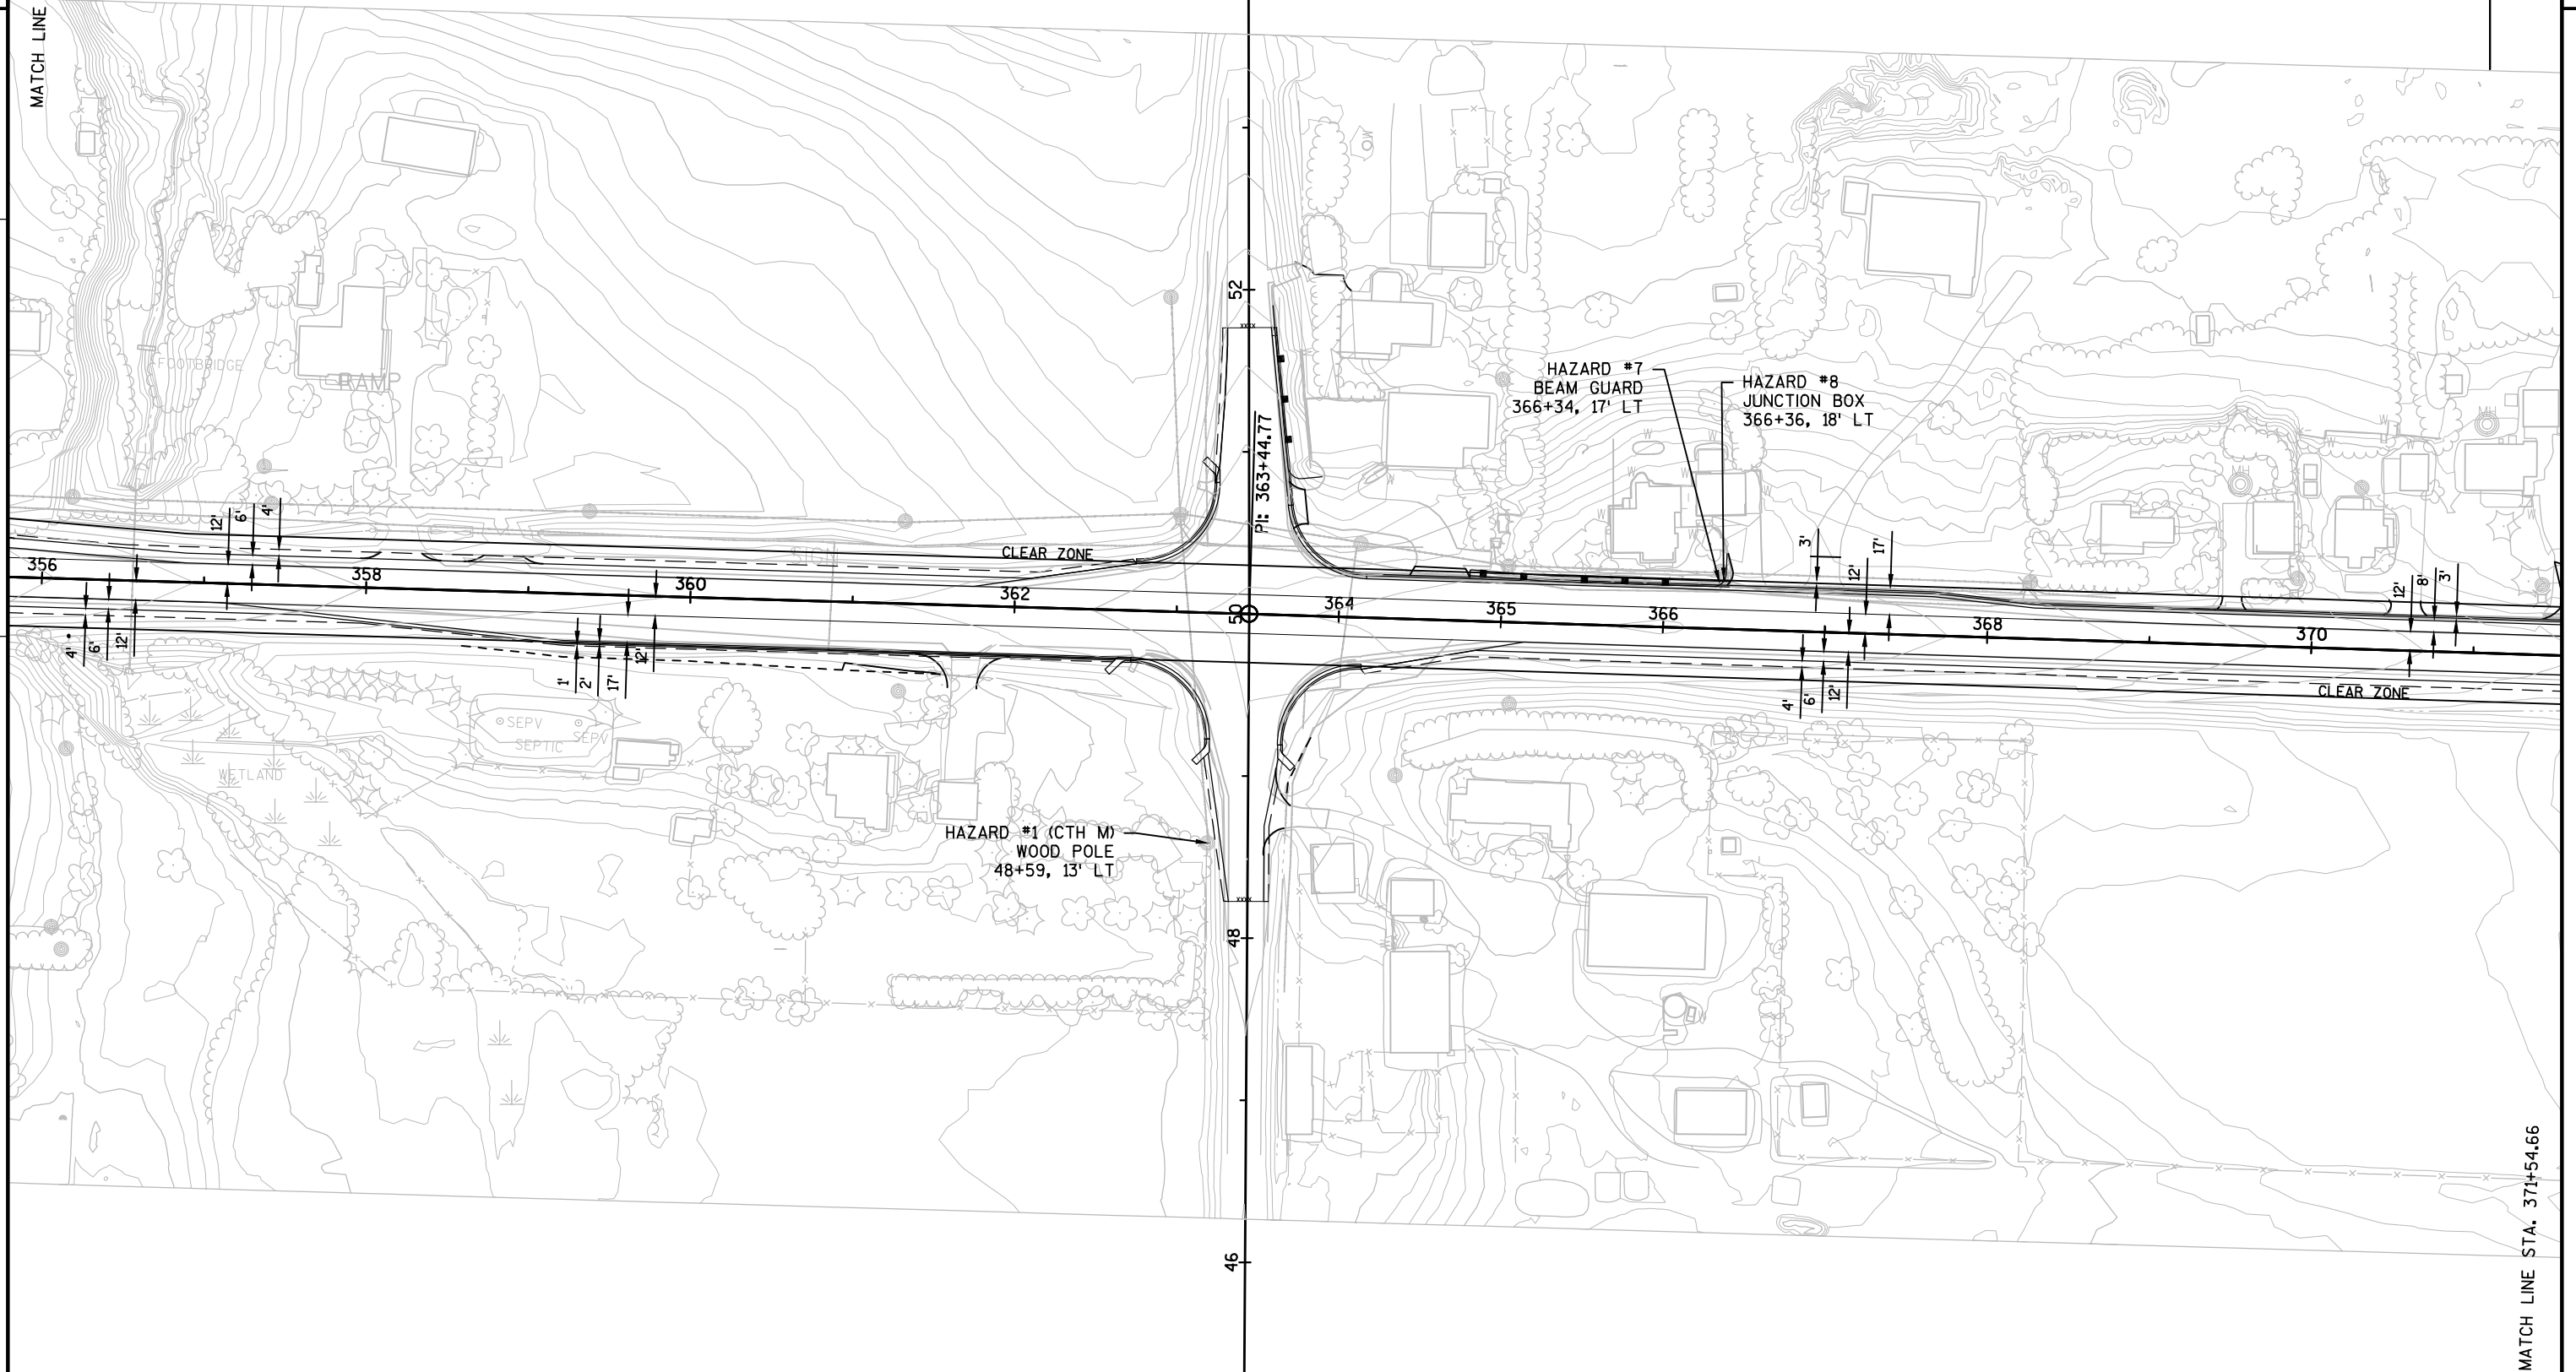 MATCH LINE
52
FOOTBRIDGE
RAMP
HAZARD #7
BEAM GUARD
366+34, 17' LT
HAZARD #8
JUNCTION BOX
366+36, 18' LT
PI: 363+44.77
MH
MH
W
W
W
W
W
W
W
W
SIGN
12'
6'
4'
CLEAR ZONE
3'
12'
17'
12'
8'
3'
356
358
360
362
50
364
365
366
368
370
4'
6'
12'
1'
2'
17'
12'
4'
6'
12'
CLEAR ZONE
SEPV
SEPV
SEPTIC
WETLAND
HAZARD #1 (CTH M)
WOOD POLE
48+59, 13' LT
48
46
MATCH LINE STA. 371+54.66